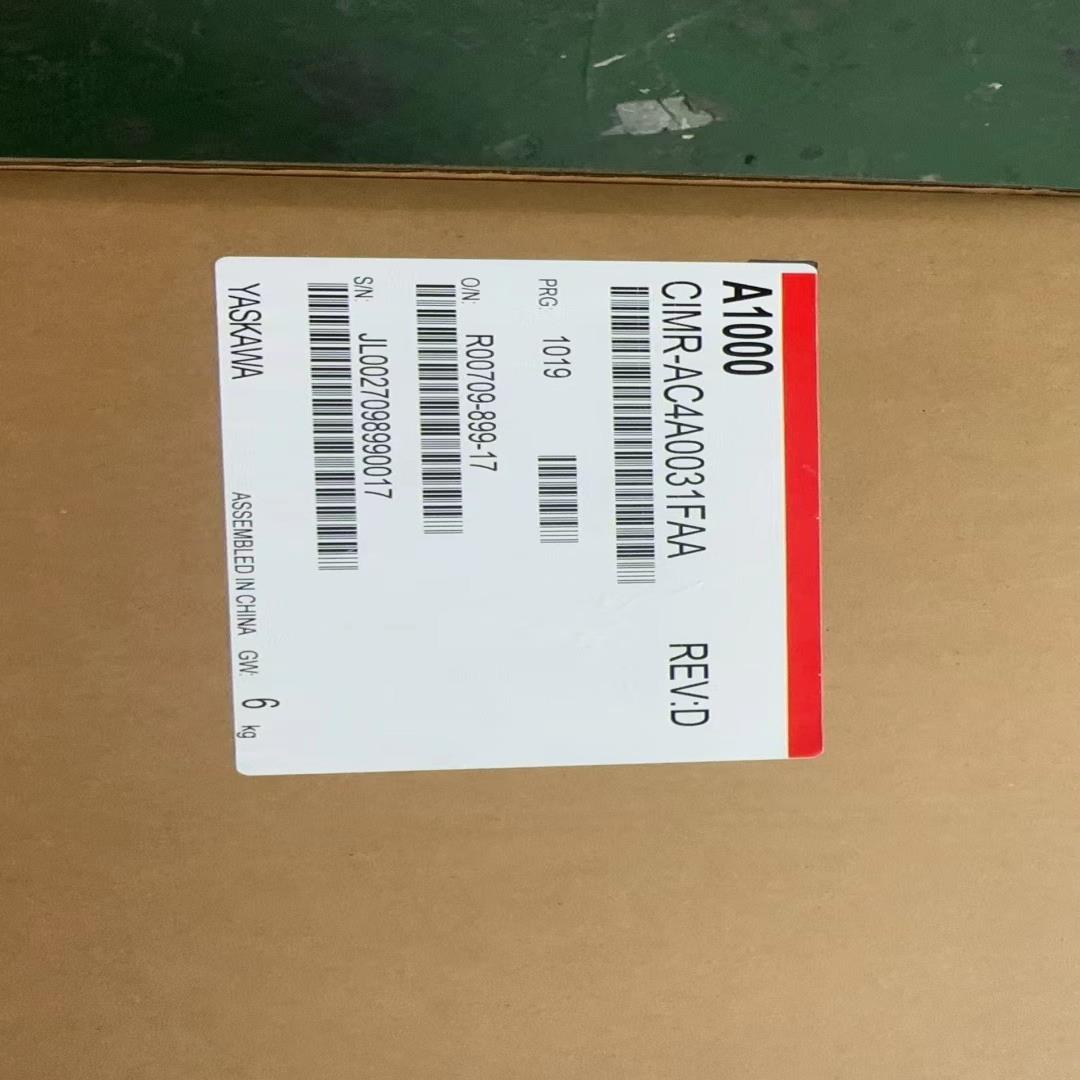 A1000
CIMR-AC4A0031FAA REV:D
PRG: 1019
O/N: R00709-899-17
S/N: JL0027098990017
YASKAWA ASSEMBLED IN CHINA GW: 6 kg